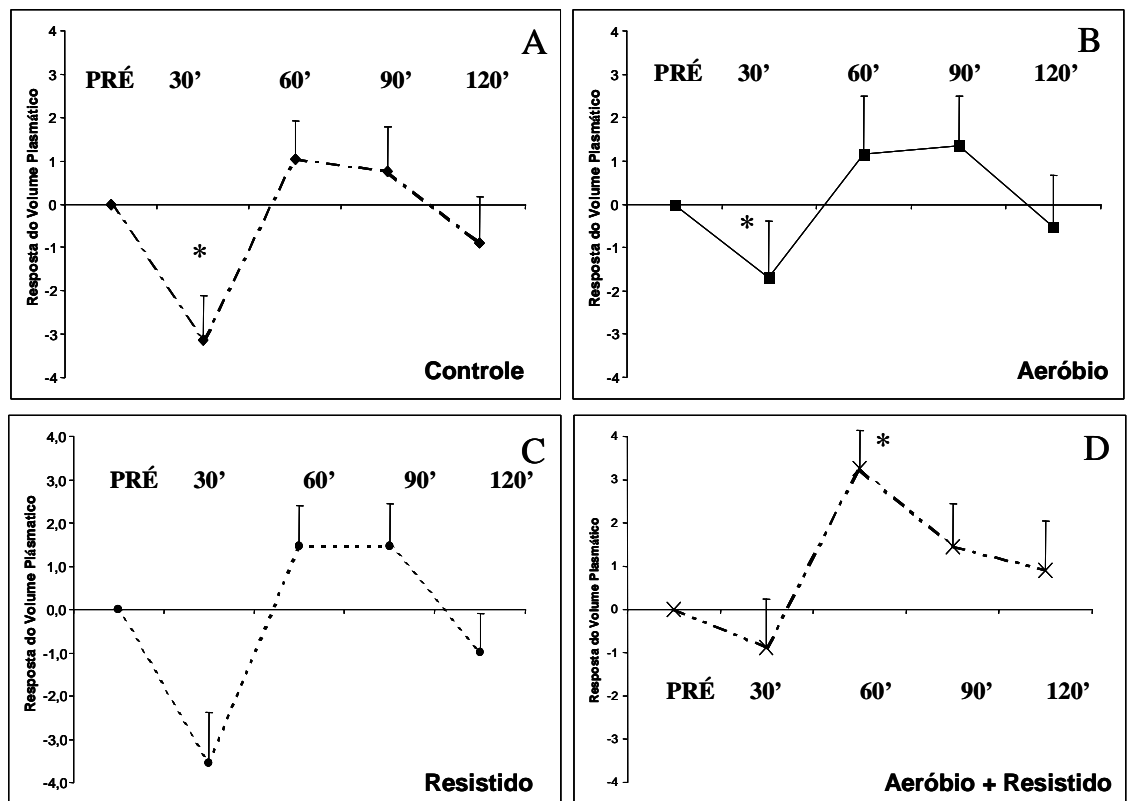 A
Resposta do Volume Plasmático
4
3
2
1
0
-1
-2
-3
-4
PRÉ 30’ 60’ 90’ 120’
*
Controle
B
Resposta do Volume Plasmático
4
3
2
1
0
-1
-2
-3
-4
PRÉ 30’ 60’ 90’ 120’
*
Aeróbio
C
Resposta do Volume Plásmatico
4,0
3,0
2,0
1,0
0,0
-1,0
-2,0
-3,0
-4,0
PRÉ 30’ 60’ 90’ 120’
Resistido
D
Resposta do Volume Plasmático
4
3
2
1
0
-1
-2
-3
-4
*
PRÉ 30’ 60’ 90’ 120’
Aeróbio + Resistido